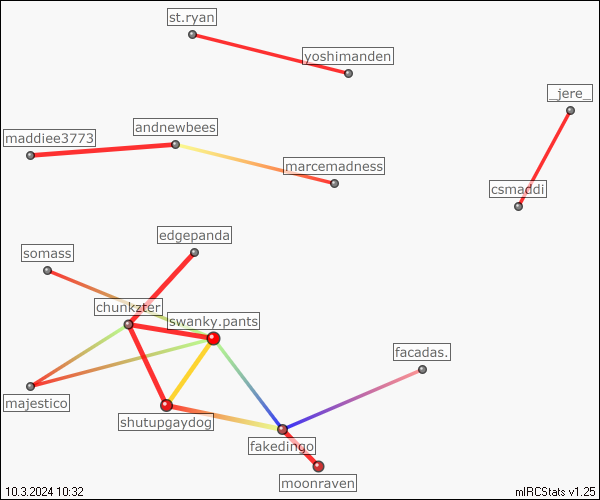 st.ryan
yoshimanden
_jere_
andnewbees
maddiee3773
marcemadness
csmaddi
edgepanda
somass
chunkzter
swanky.pants
facadas.
majestico
shutupgaydog
fakedingo
moonraven
10.3.2024 10:32
mIRCStats v1.25